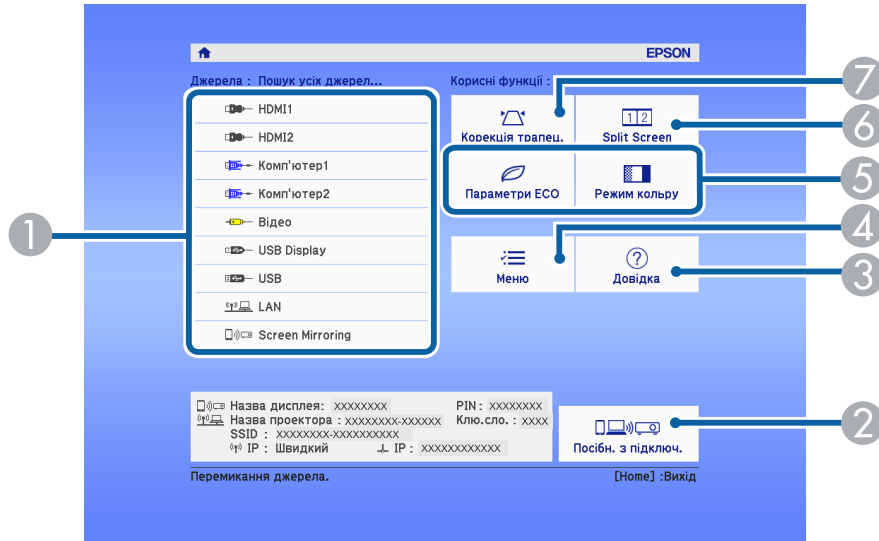 EPSON
Джерела : Пошук усіх джерел...
Корисні функції :
HDMI1
HDMI2
Комп'ютер1
Комп'ютер2
Відео
USB Display
USB
LAN
Screen Mirroring
Корекція трапец.
1 2
Split Screen
Параметри ECO
Режим кольру
Меню
?
Довідка
7
6
5
4
3
1
2
Назва дисплея: XXXXXXXX
PIN : XXXXXXXX
Назва проектора : XXXXXXXX-XXXXXX
Клю.сло. : XXXX
SSID : XXXXXXXX-XXXXXXXXXX
IP : Швидкий
IP : XXXXXXXXXXXX
Посібн. з підключ.
Перемикання джерела.
[Home] :Вихід